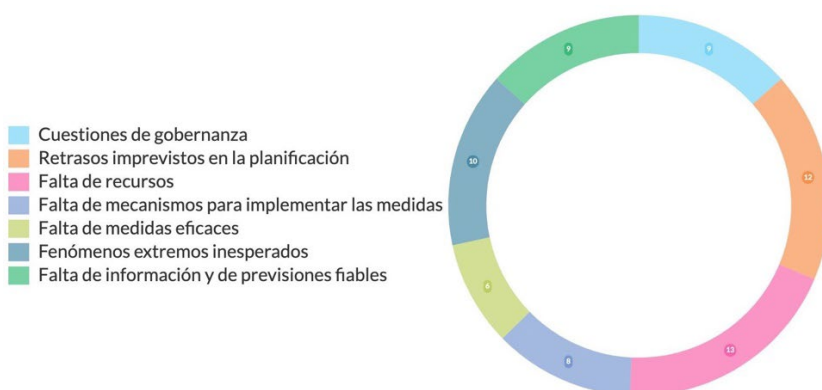 Cuestiones de gobernanza
Retrasos imprevistos en la planificación
Falta de recursos
Falta de mecanismos para implementar las medidas
Falta de medidas eficaces
Fenómenos extremos inesperados
Falta de información y de previsiones fiables
9
9
10
12
6
8
13